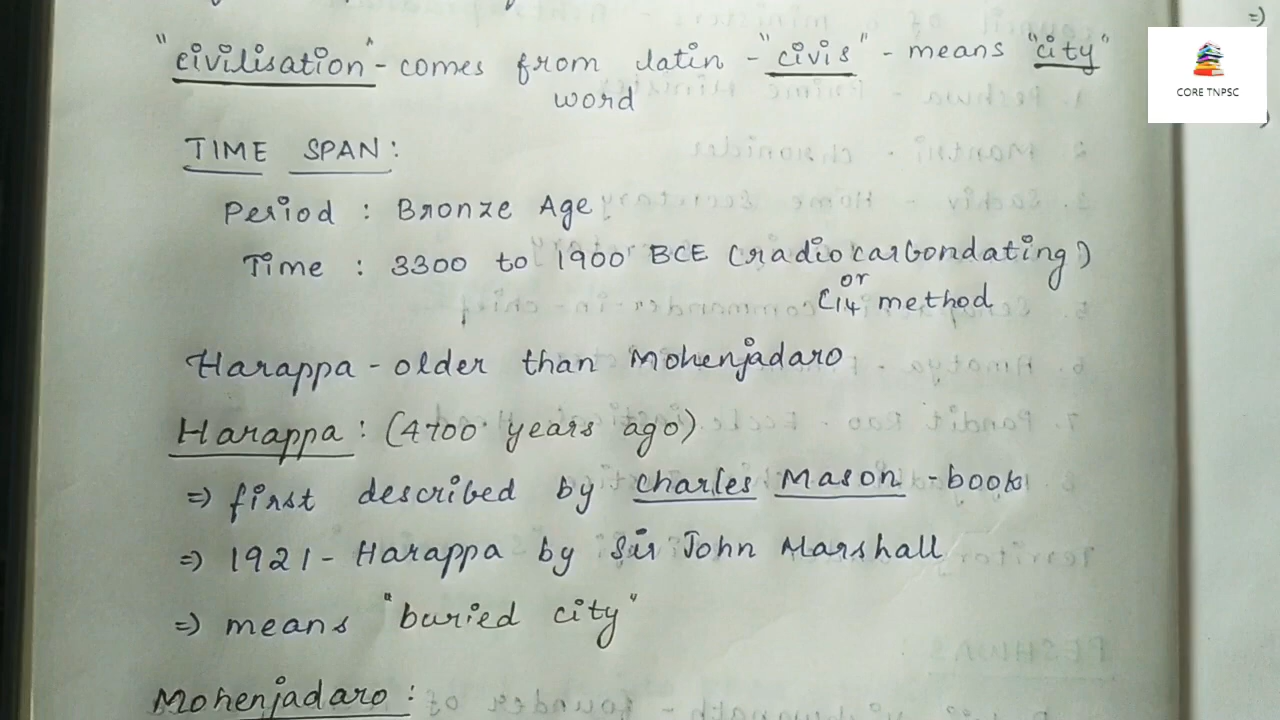 "civilisation" - comes from latin - "civis" - means "city"
word
TIME SPAN:
Period : Bronze Age
Time : 3300 to 1900 BCE (radiocarbondating)
or
C14 method
Harappa - older than Mohenjadaro
Harappa : (4700 years ago)
=> first described by Charles Mason - book
=> 1921 - Harappa by Sir John Marshall
=> means "buried city"
Mohenjadaro :
CORE TNPSC